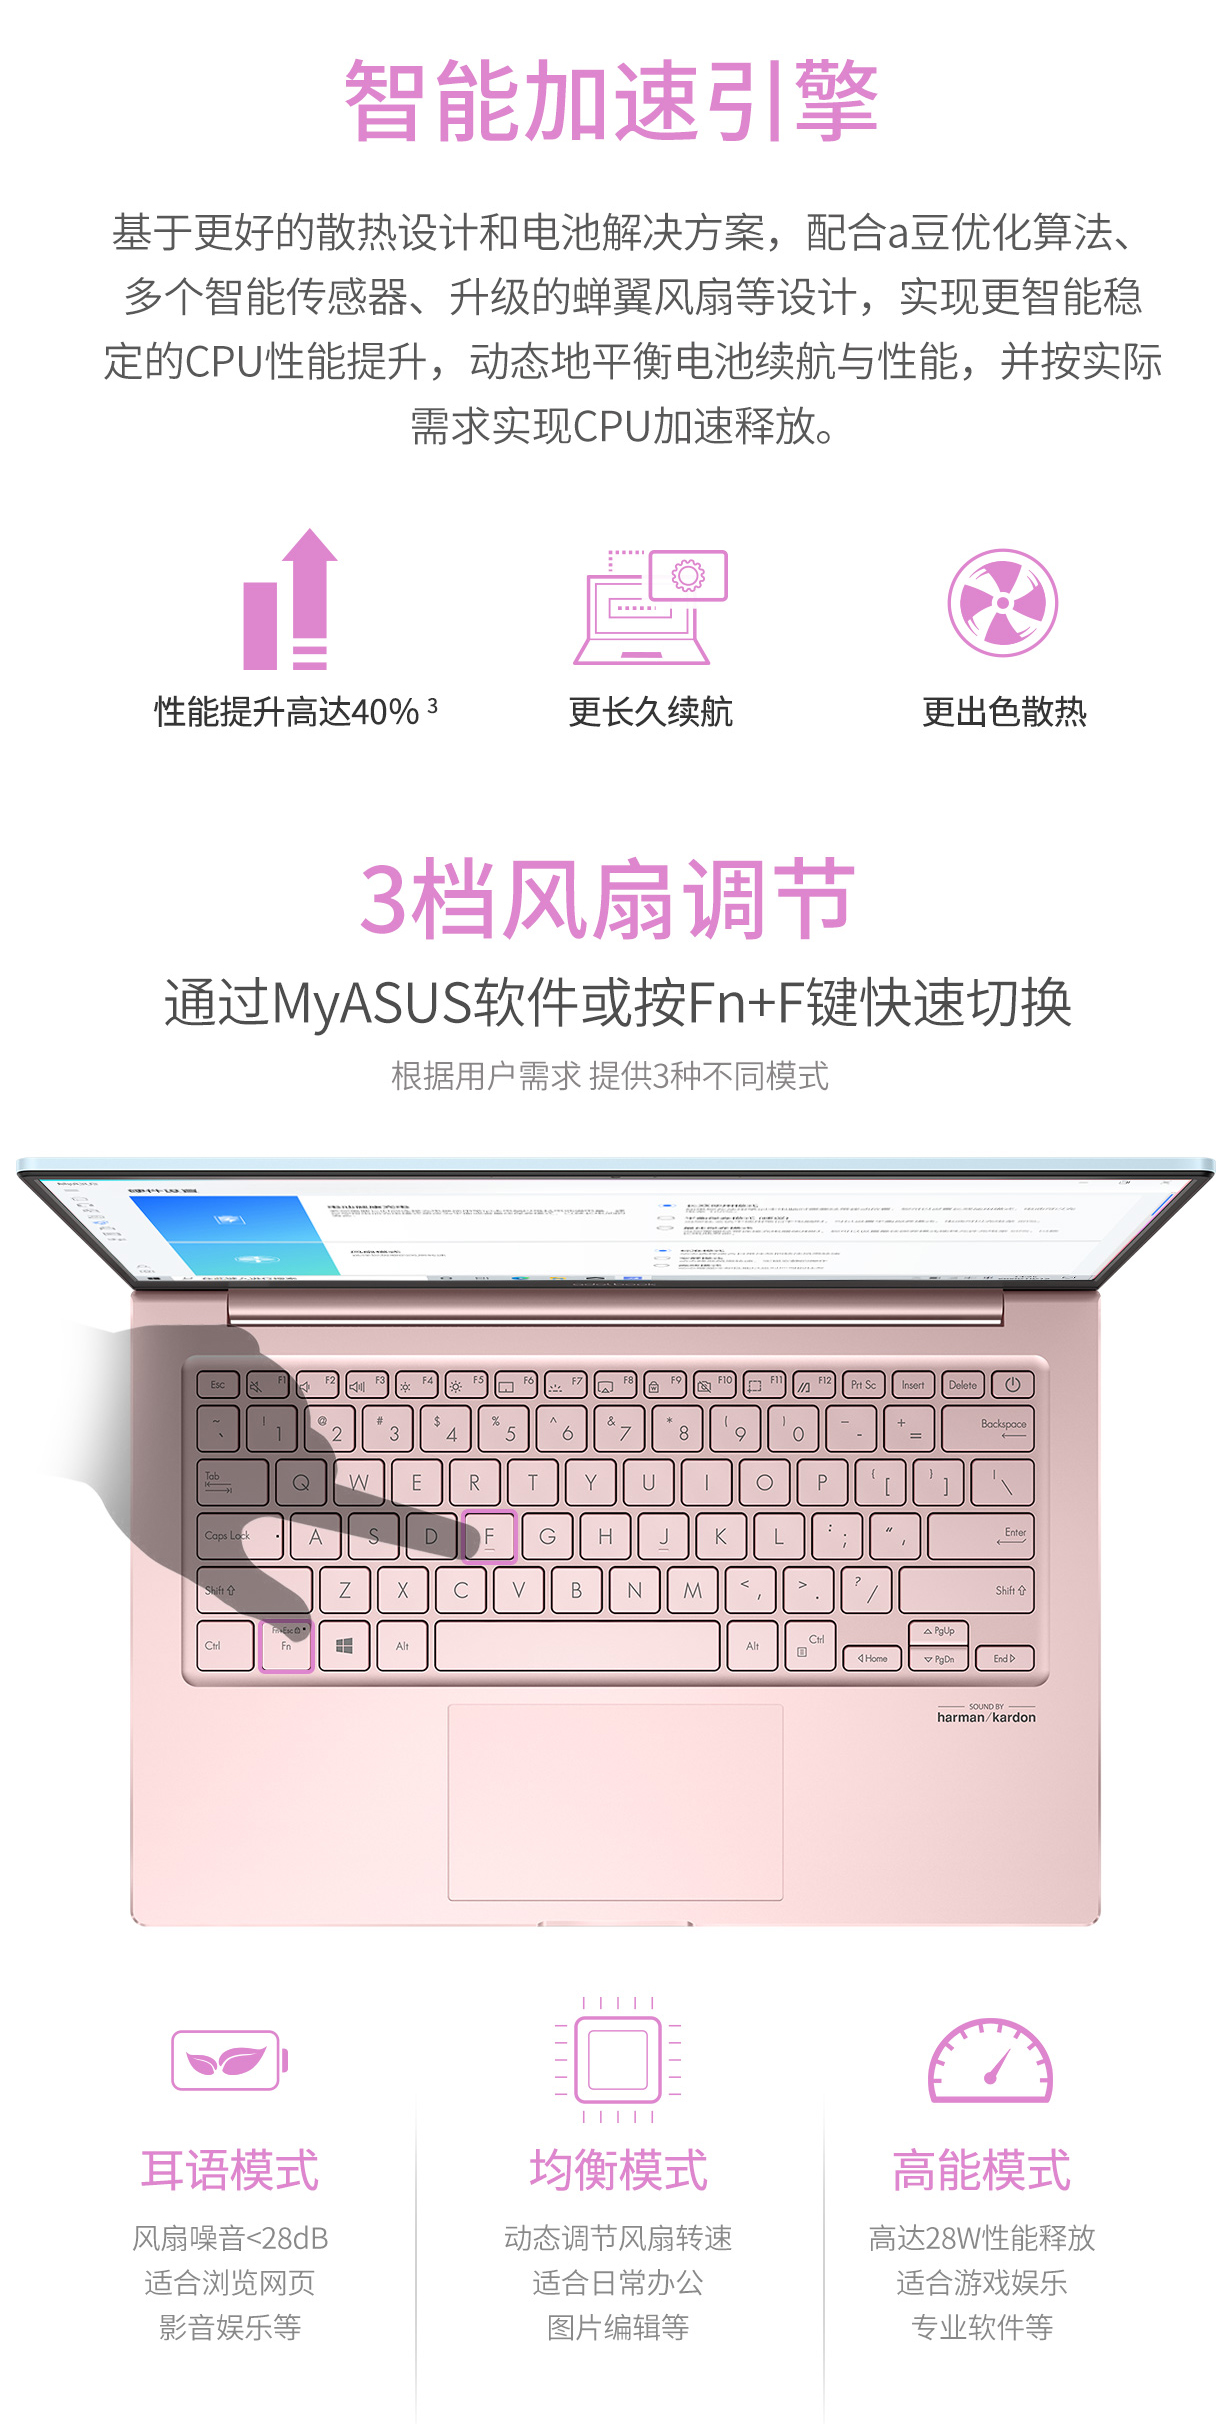 智能加速引擎
基于更好的散热设计和电池解决方案，配合a豆优化算法、
多个智能传感器、升级的蝉翼风扇等设计，实现更智能稳
定的CPU性能提升，动态地平衡电池续航与性能，并按实际
需求实现CPU加速释放。
性能提升高达40% 3
更长久续航
更出色散热
3档风扇调节
通过MyASUS软件或按Fn+F键快速切换
根据用户需求 提供3种不同模式
MyASUS
硬件设置
Esc F1 F2 F3 F4 F5 F6 F7 F8 F9 F10 F11 F12 Prt Sc Insert Delete
~ ` ! 1 @ 2 # 3 $ 4 % 5 ^ 6 & 7 * 8 ( 9 ) 0 _ - + = Backspace
Tab Q W E R T Y U I O P { [ } ] | \
Caps Lock A S D F G H J K L : ; " ' Enter
Shift Z X C V B N M < , > . ? / Shift
Ctrl Fn+Esc Fn Alt Alt Ctrl Home PgUp PgDn End
SOUND BY
harman/kardon
耳语模式
风扇噪音<28dB
适合浏览网页
影音娱乐等
均衡模式
动态调节风扇转速
适合日常办公
图片编辑等
高能模式
高达28W性能释放
适合游戏娱乐
专业软件等